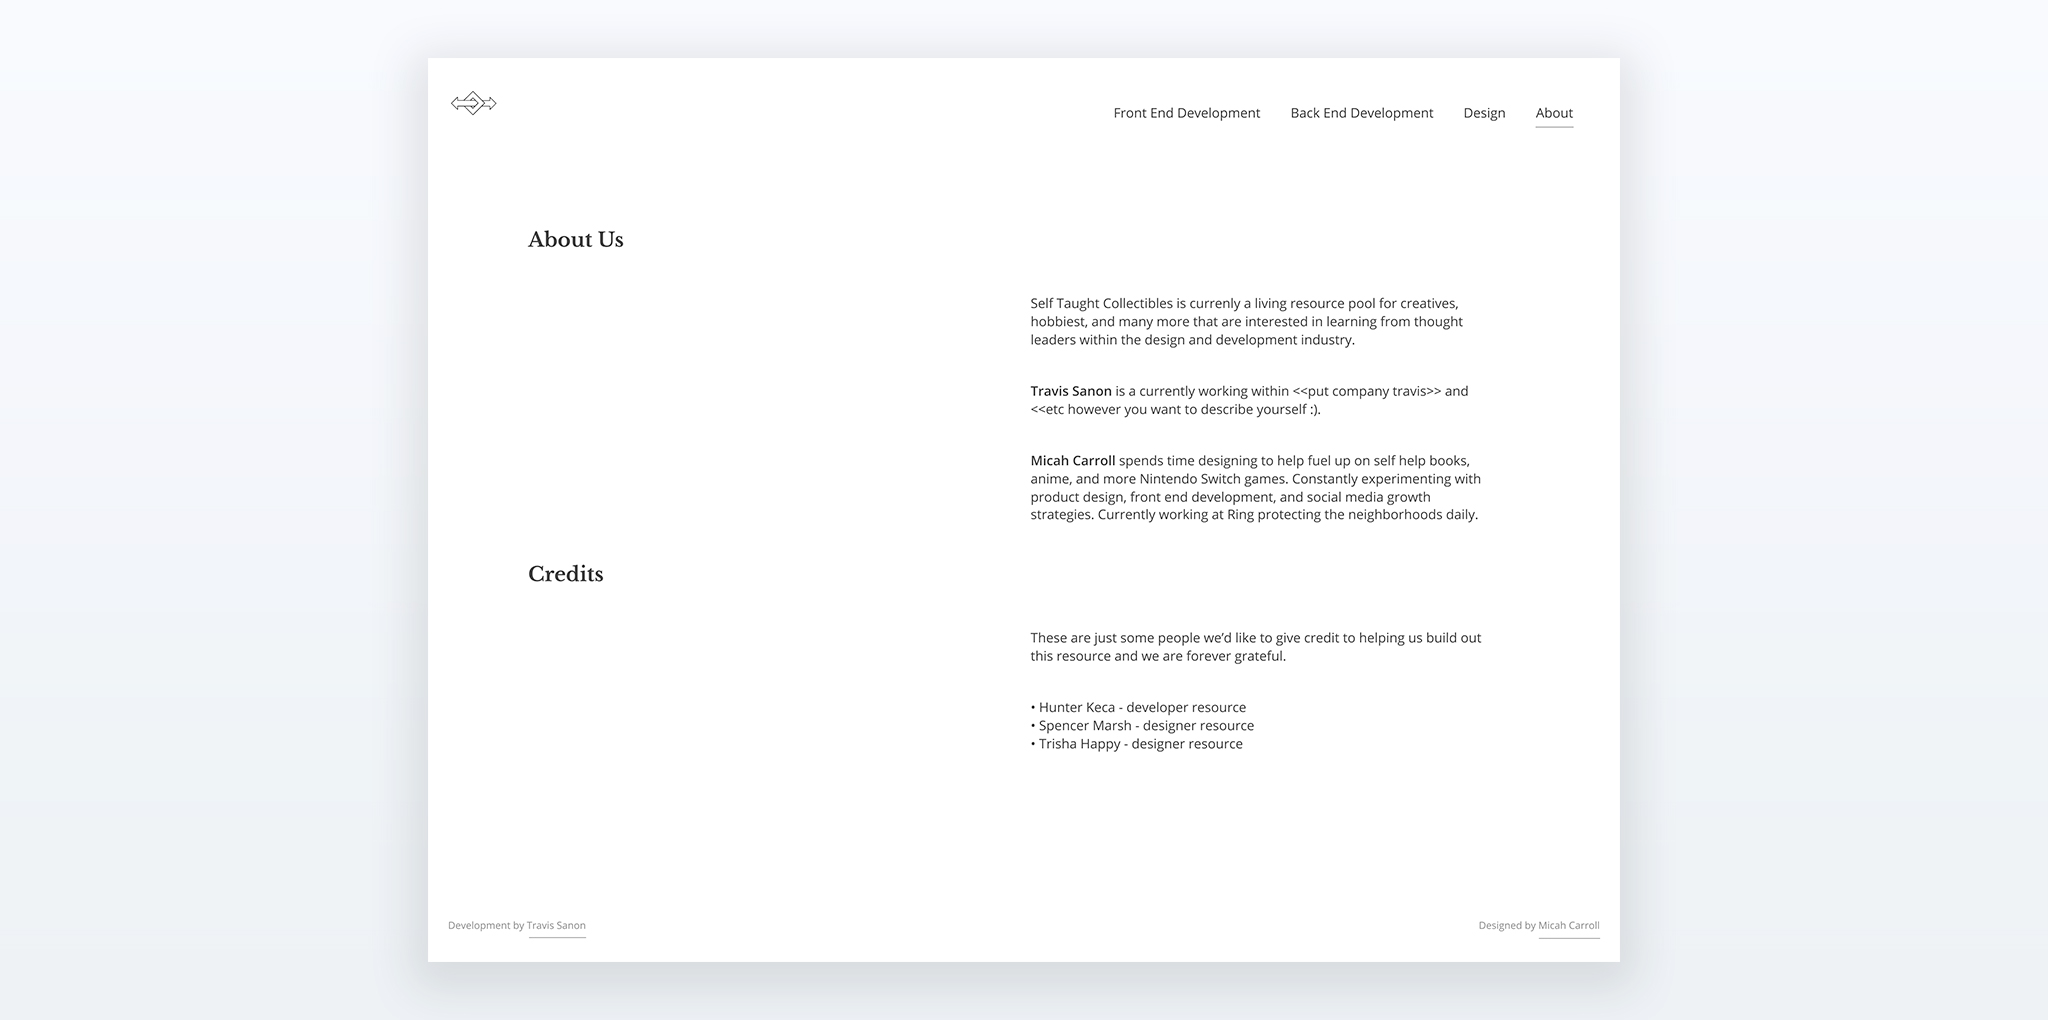 Front End Development Back End Development Design About
About Us
Self Taught Collectibles is currenly a living resource pool for creatives,
hobbiest, and many more that are interested in learning from thought
leaders within the design and development industry.
Travis Sanon is a currently working within <<put company travis>> and
<<etc however you want to describe yourself :).
Micah Carroll spends time designing to help fuel up on self help books,
anime, and more Nintendo Switch games. Constantly experimenting with
product design, front end development, and social media growth
strategies. Currently working at Ring protecting the neighborhoods daily.
Credits
These are just some people we’d like to give credit to helping us build out
this resource and we are forever grateful.
• Hunter Keca - developer resource
• Spencer Marsh - designer resource
• Trisha Happy - designer resource
Development by Travis Sanon
Designed by Micah Carroll